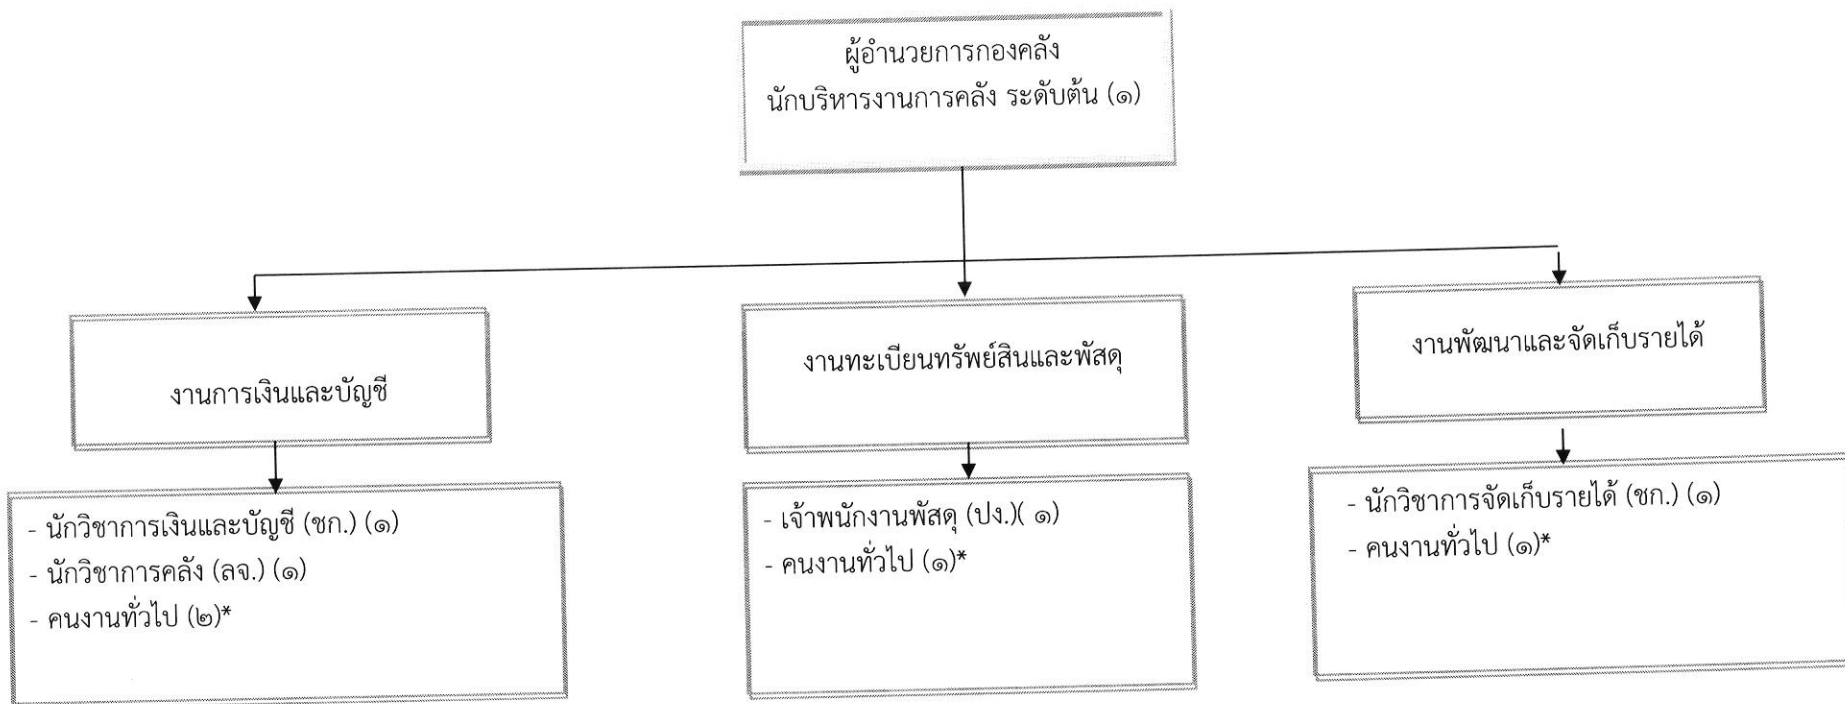 ผู้อำนวยการกองคลัง
นักบริหารงานการคลัง ระดับต้น (๑)
งานการเงินและบัญชี
งานทะเบียนทรัพย์สินและพัสดุ
งานพัฒนาและจัดเก็บรายได้
- นักวิชาการเงินและบัญชี (ชก.) (๑)
- นักวิชาการคลัง (ลจ.) (๑)
- คนงานทั่วไป (๒)*
- เจ้าพนักงานพัสดุ (ปง.)( ๑)
- คนงานทั่วไป (๑)*
- นักวิชาการจัดเก็บรายได้ (ชก.) (๑)
- คนงานทั่วไป (๑)*